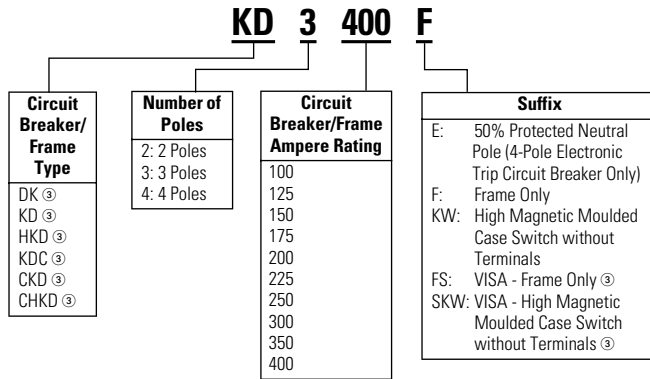 KD 3 400 F
Circuit
Breaker/
Frame
Type
DK ③
KD ③
HKD ③
KDC ③
CKD ③
CHKD ③
Number of
Poles
2: 2 Poles
3: 3 Poles
4: 4 Poles
Circuit
Breaker/Frame
Ampere Rating
100
125
150
175
200
225
250
300
350
400
Suffix
E: 50% Protected Neutral
Pole (4-Pole Electronic
Trip Circuit Breaker Only)
F: Frame Only
KW: High Magnetic Moulded
Case Switch without
Terminals
FS: VISA - Frame Only ③
SKW: VISA - High Magnetic
Moulded Case Switch
without Terminals ③